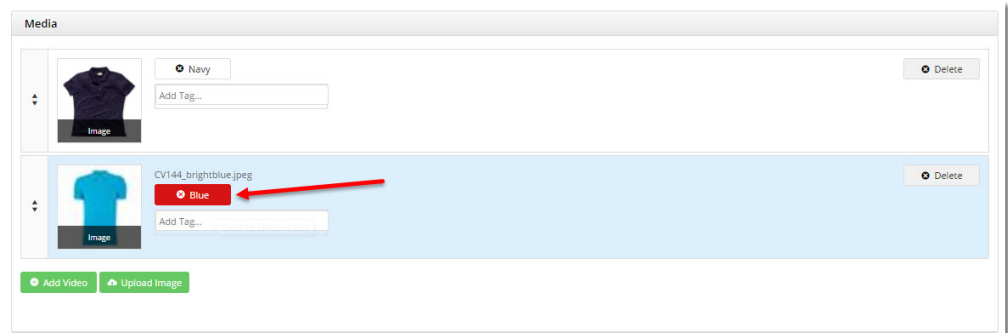 Media
Navy
Delete
Add Tag...
Image
CV144_brightblue.jpeg
Delete
Blue
Add Tag...
Image
Add Video
Upload Image